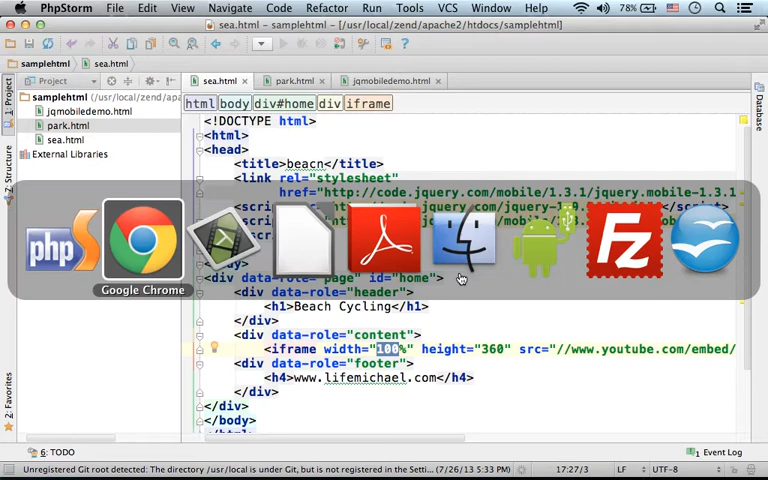 PhpStorm File Edit View Navigate Code Refactor Run Tools VCS Window Help 78%
sea.html - samplehtml - [/usr/local/zend/apache2/htdocs/samplehtml]
samplehtml sea.html
Project
sea.html park.html jqmobiledemo.html
1: Project
Z: Structure
2: Favorites
Database
samplehtml (/usr/local/zend/apa
jqmobiledemo.html
park.html
sea.html
External Libraries
html body div#home div iframe
<!DOCTYPE html>
<html>
<head>
<title>beacn</title>
<link rel="stylesheet"
href="http://code.jquery.com/mobile/1.3.1/jquery.mobile-1.3.1
php S
Fz
Google Chrome
<div data-role="page" id="home">
<div data-role="header">
<h1>Beach Cycling</h1>
</div>
<div data-role="content">
<iframe width="100%" height="360" src="//www.youtube.com/embed/
<div data-role="footer">
<h4>www.lifemichael.com</h4>
</div>
</div>
</body>
6: TODO
1 Event Log
Unregistered Git root detected: The directory /usr/local is under Git, but is not registered in the Setti... (7/26/13 5:33 PM) 17:27/3 LF UTF-8